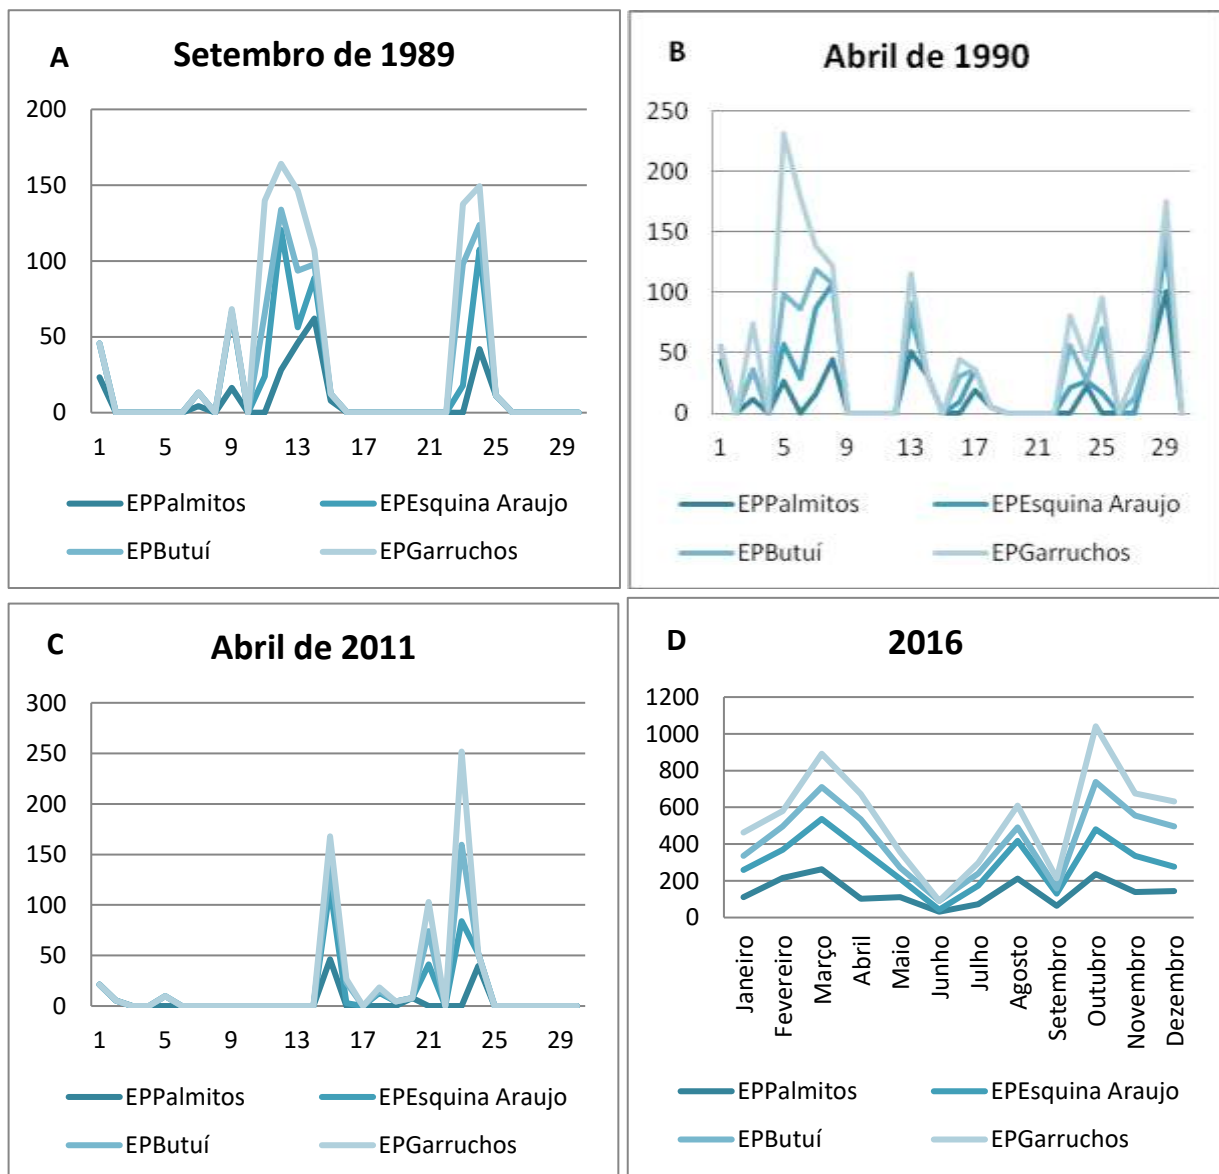 A
Setembro de 1989
200
150
100
50
0
1 5 9 13 17 21 25 29
EPPalmitos EPEsquina Araujo
EPButuí EPGarruchos
B
Abril de 1990
250
200
150
100
50
0
1 5 9 13 17 21 25 29
EPPalmitos EPEsquina Araujo
EPButuí EPGarruchos
C
Abril de 2011
300
250
200
150
100
50
0
1 5 9 13 17 21 25 29
EPPalmitos EPEsquina Araujo
EPButuí EPGarruchos
D
2016
1200
1000
800
600
400
200
0
Janeiro
Fevereiro
Março
Abril
Maio
Junho
Julho
Agosto
Setembro
Outubro
Novembro
Dezembro
EPPalmitos EPEsquina Araujo
EPButuí EPGarruchos